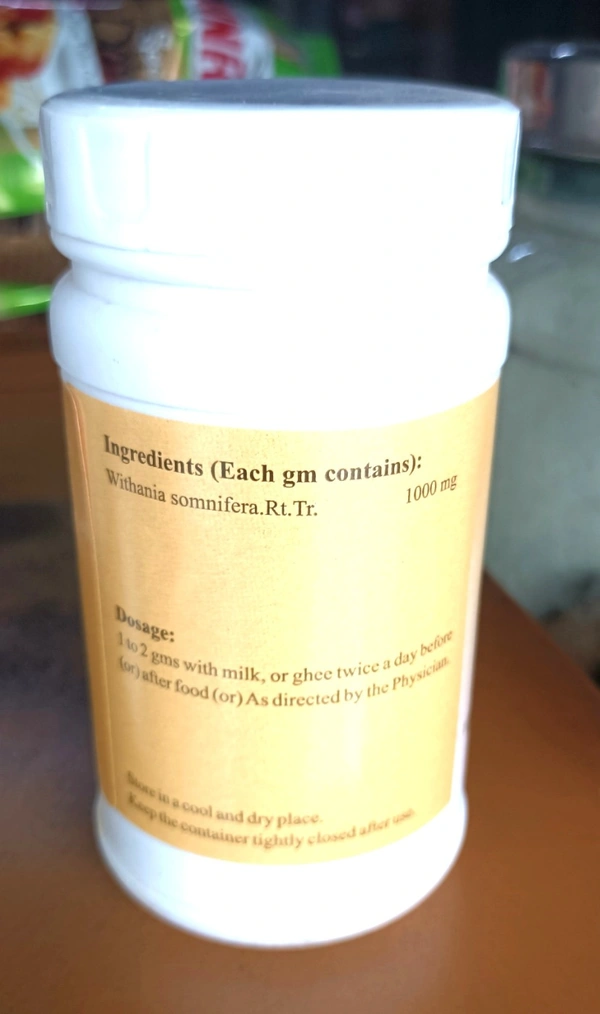 Ingredients (Each gm contains):
Withania somnifera.Rt.Tr. 1000 mg
Dosage:
1 to 2 gms with milk, or ghee twice a day before
(or) after food (or) As directed by the Physician.
Store in a cool and dry place.
Keep the container tightly closed after use.